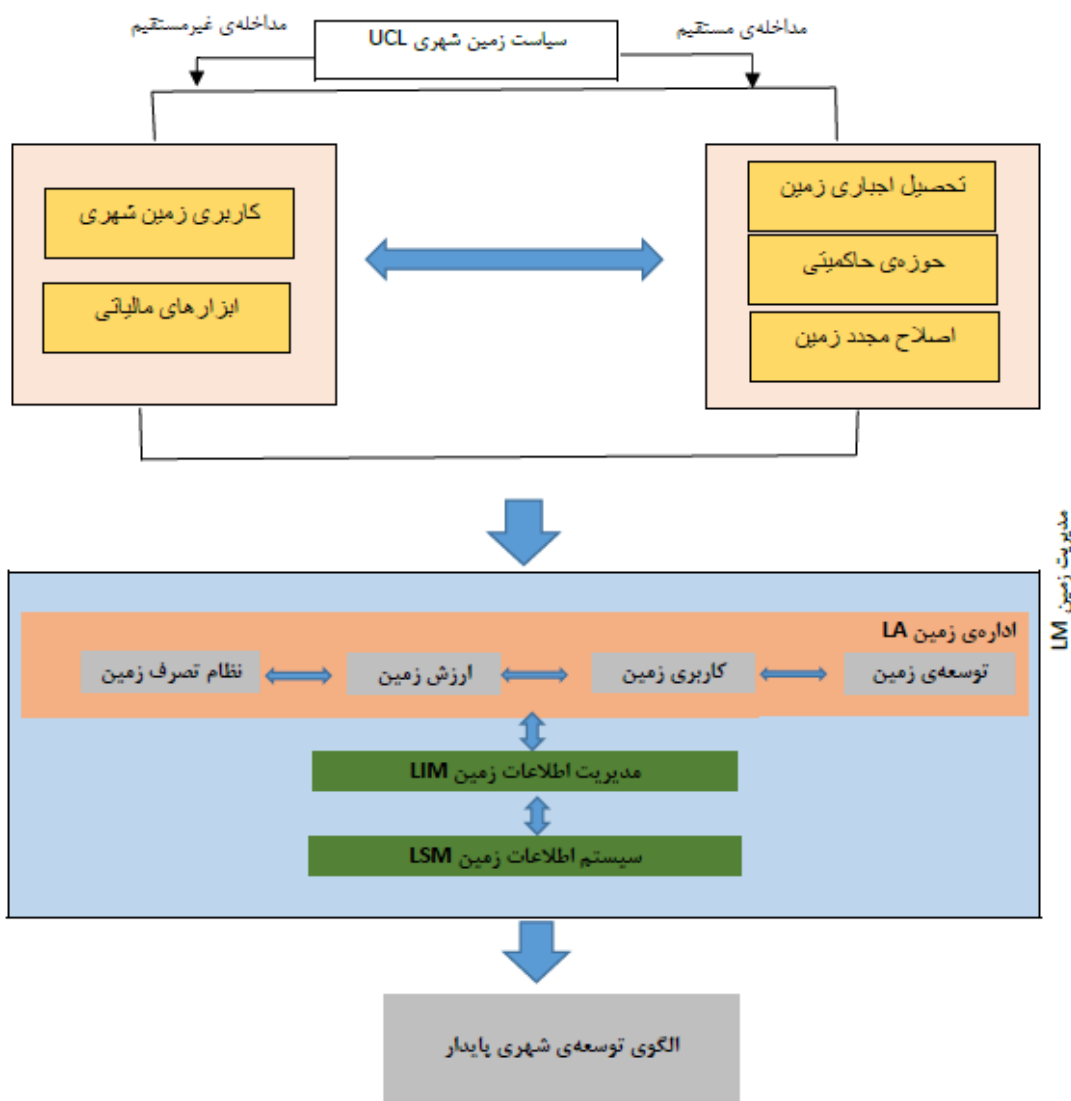 مداخله‌ی مستقیم
سیاست زمین شهری UCL
مداخله‌ی غیرمستقیم
تحصیل اجباری زمین
حوزه‌ی حاکمیتی
اصلاح مجدد زمین
کاربری زمین شهری
ابزارهای مالیاتی
مدیریت زمین LM
اداره‌ی زمین LA
توسعه‌ی زمین
کاربری زمین
ارزش زمین
نظام تصرف زمین
مدیریت اطلاعات زمین LIM
سیستم اطلاعات زمین LSM
الگوی توسعه‌ی شهری پایدار